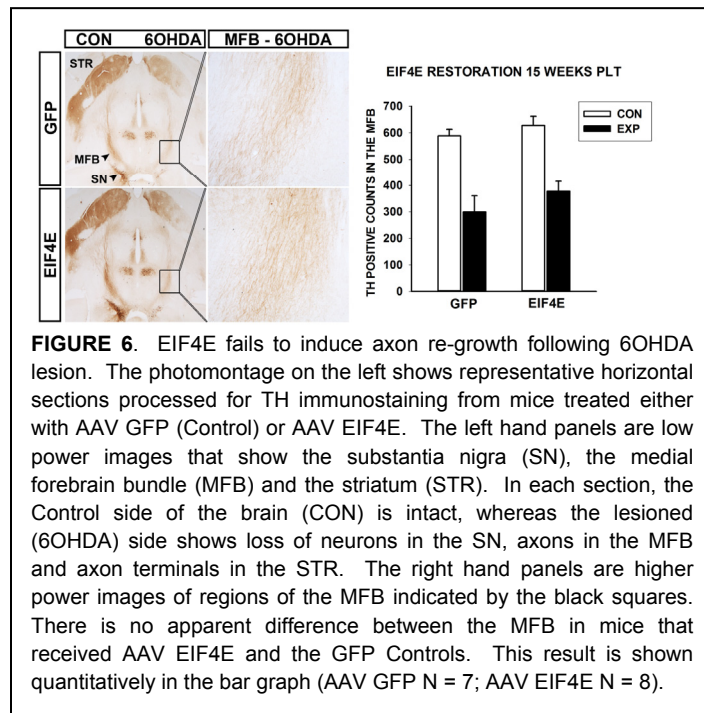 CON 6OHDA MFB - 6OHDA
GFP
STR
MFB
SN
EIF4E
EIF4E RESTORATION 15 WEEKS PLT
TH POSITIVE COUNTS IN THE MFB
700
600
500
400
300
200
100
0
CON
EXP
GFP EIF4E
FIGURE 6. EIF4E fails to induce axon re-growth following 6OHDA
lesion. The photomontage on the left shows representative horizontal
sections processed for TH immunostaining from mice treated either
with AAV GFP (Control) or AAV EIF4E. The left hand panels are low
power images that show the substantia nigra (SN), the medial
forebrain bundle (MFB) and the striatum (STR). In each section, the
Control side of the brain (CON) is intact, whereas the lesioned
(6OHDA) side shows loss of neurons in the SN, axons in the MFB
and axon terminals in the STR. The right hand panels are higher
power images of regions of the MFB indicated by the black squares.
There is no apparent difference between the MFB in mice that
received AAV EIF4E and the GFP Controls. This result is shown
quantitatively in the bar graph (AAV GFP N = 7; AAV EIF4E N = 8).